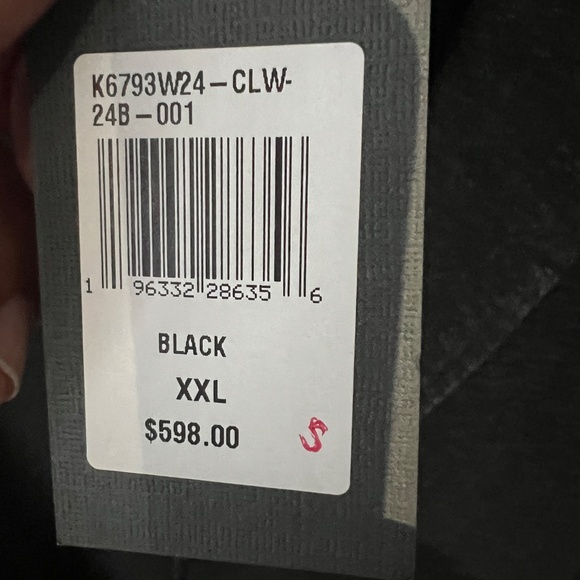 K6793W24-CLW-
24B-001
1 96332 28635 6
BLACK
XXL
$598.00
S